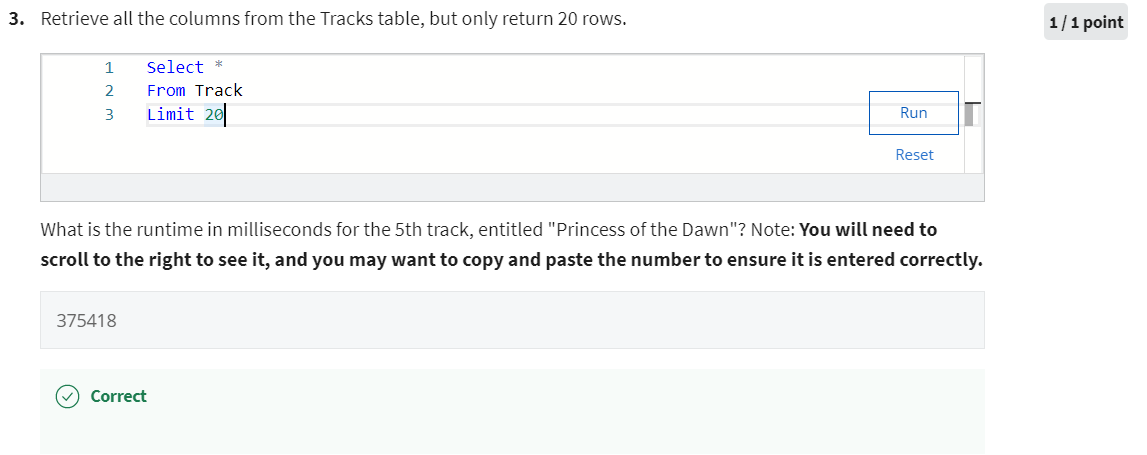 3. Retrieve all the columns from the Tracks table, but only return 20 rows.
1 / 1 point
1 Select *
2 From Track
3 Limit 20
Run
Reset
What is the runtime in milliseconds for the 5th track, entitled "Princess of the Dawn"? Note: You will need to
scroll to the right to see it, and you may want to copy and paste the number to ensure it is entered correctly.
375418
Correct